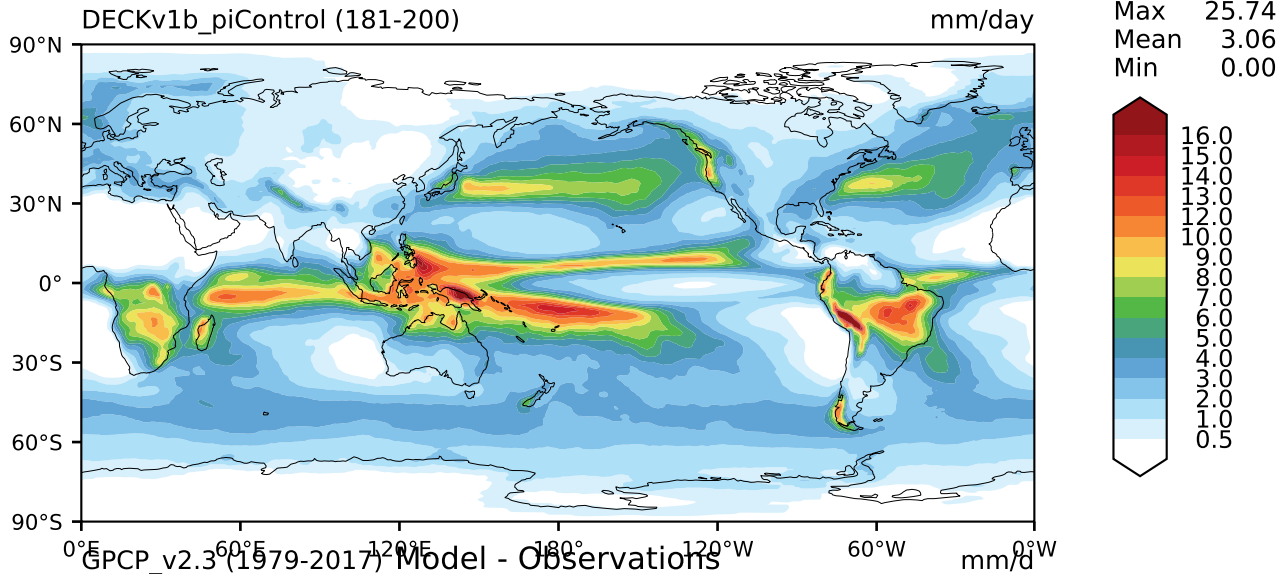 DECKv1b_piControl (181-200) mm/day
Max 25.74
Mean 3.06
Min 0.00
90°N
60°N
30°N
0°
30°S
60°S
90°S
0°E 60°E 120°E 180° 120°W 60°W 0°W
16.0
15.0
14.0
13.0
12.0
10.0
9.0
8.0
7.0
6.0
5.0
4.0
3.0
2.0
1.0
0.5
GPCP_v2.3 (1979-2017) Model - Observations mm/d